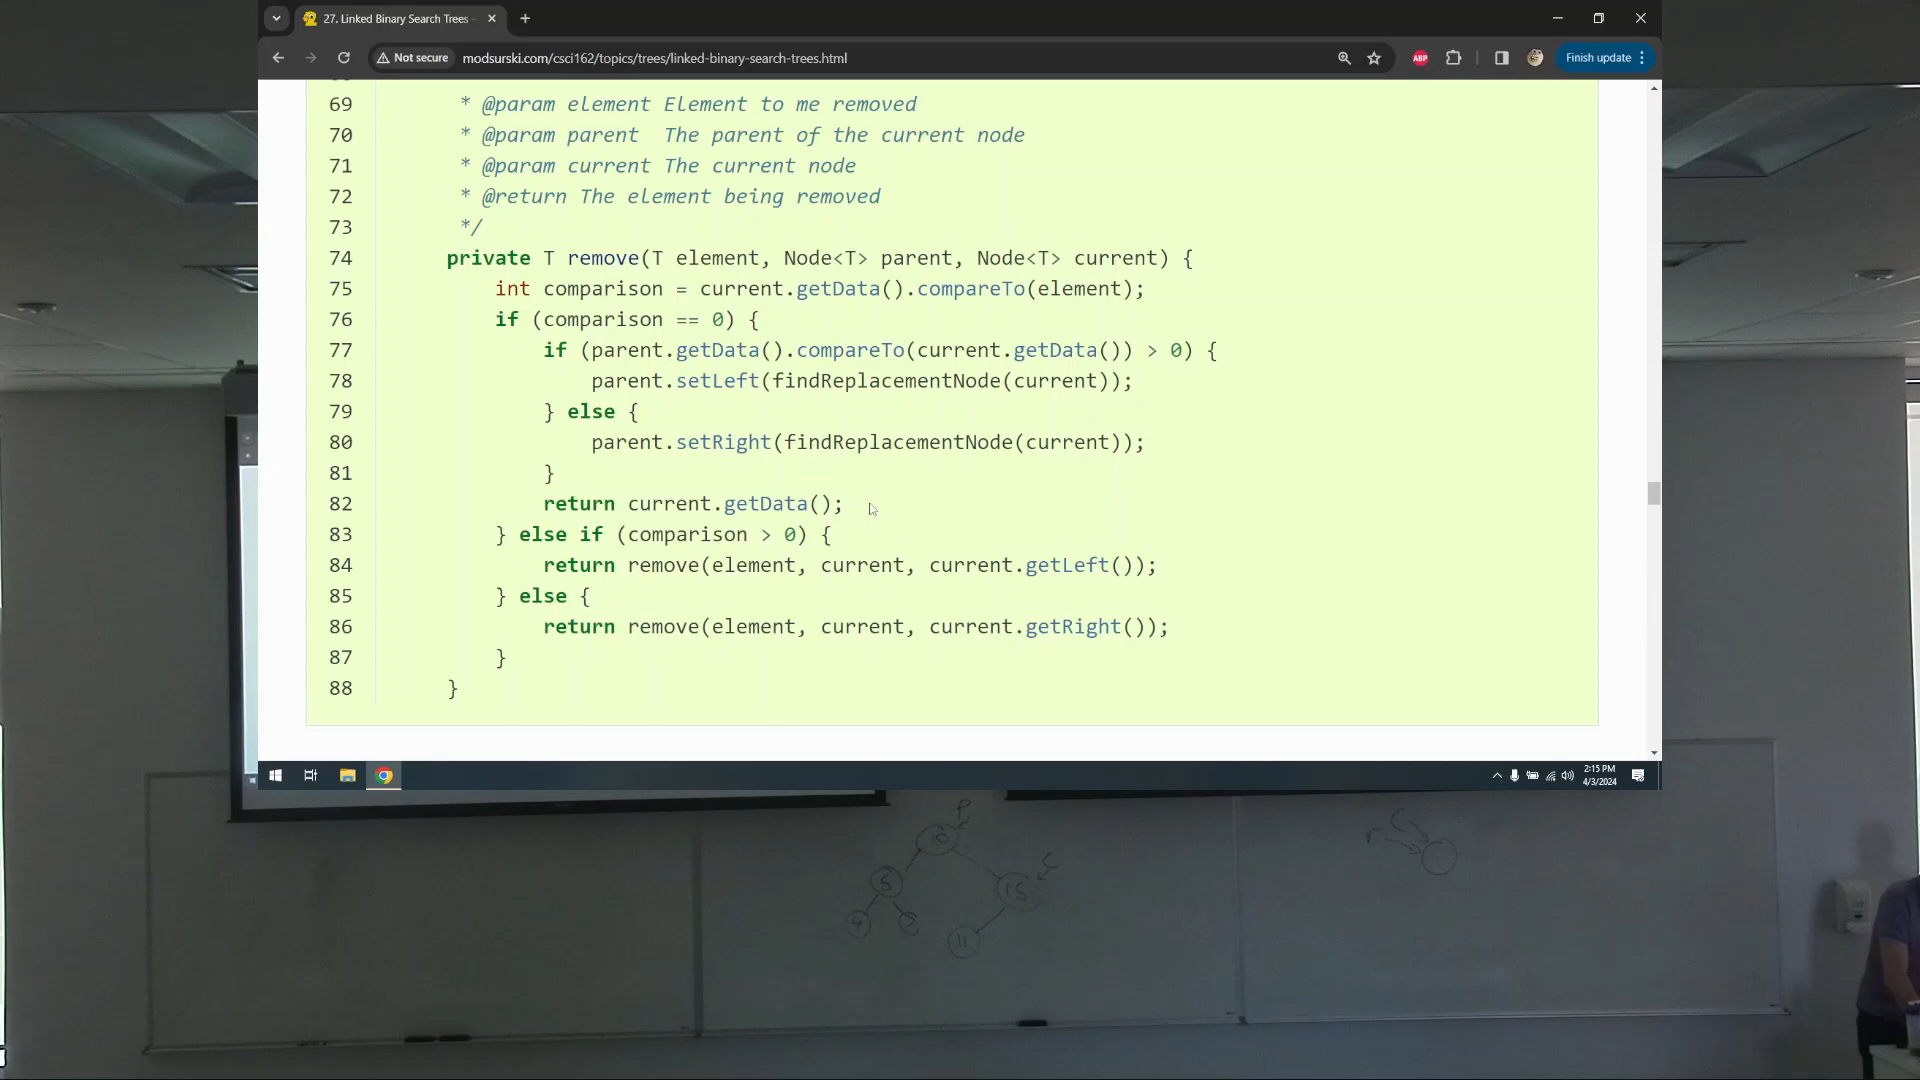 27. Linked Binary Search Trees
Not secure
modsurski.com/csci162/topics/trees/linked-binary-search-trees.html
ABP
Finish update
69 * @param element Element to me removed
70 * @param parent  The parent of the current node
71 * @param current The current node
72 * @return The element being removed
73 */
74 private T remove(T element, Node<T> parent, Node<T> current) {
75 int comparison = current.getData().compareTo(element);
76 if (comparison == 0) {
77 if (parent.getData().compareTo(current.getData()) > 0) {
78 parent.setLeft(findReplacementNode(current));
79 } else {
80 parent.setRight(findReplacementNode(current));
81 }
82 return current.getData();
83 } else if (comparison > 0) {
84 return remove(element, current, current.getLeft());
85 } else {
86 return remove(element, current, current.getRight());
87 }
88 }
2:15 PM
4/3/2024
P
10
C
5
15
4
11
r
C